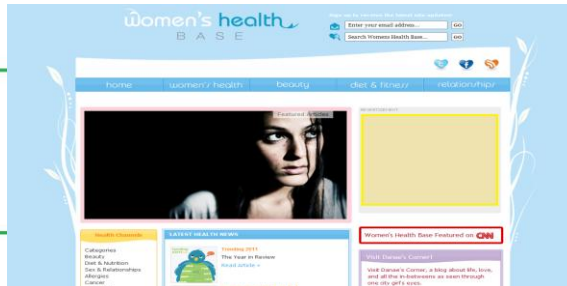 women's health
BASE
Enter your email address... GO
Search Womens Health Base... GO
home women's health beauty diet & fitness relationships
Featured Articles
Women's Health Base Featured on CNN
Health Channels
LATEST HEALTH NEWS
Categories
Beauty
Diet & Nutrition
Sex & Relationships
Allergies
Cancer
Trending 2011
The Year in Review
Read Article »
Visit Danae's Corner!
Visit Danae's Corner, a blog about life, love,
and all the in-betweens as seen through
one city girl's eyes.